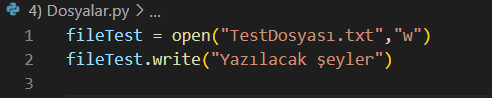 4) Dosyalar.py > ...
1 fileTest = open("TestDosyası.txt","w")
2 fileTest.write("Yazılacak şeyler")
3